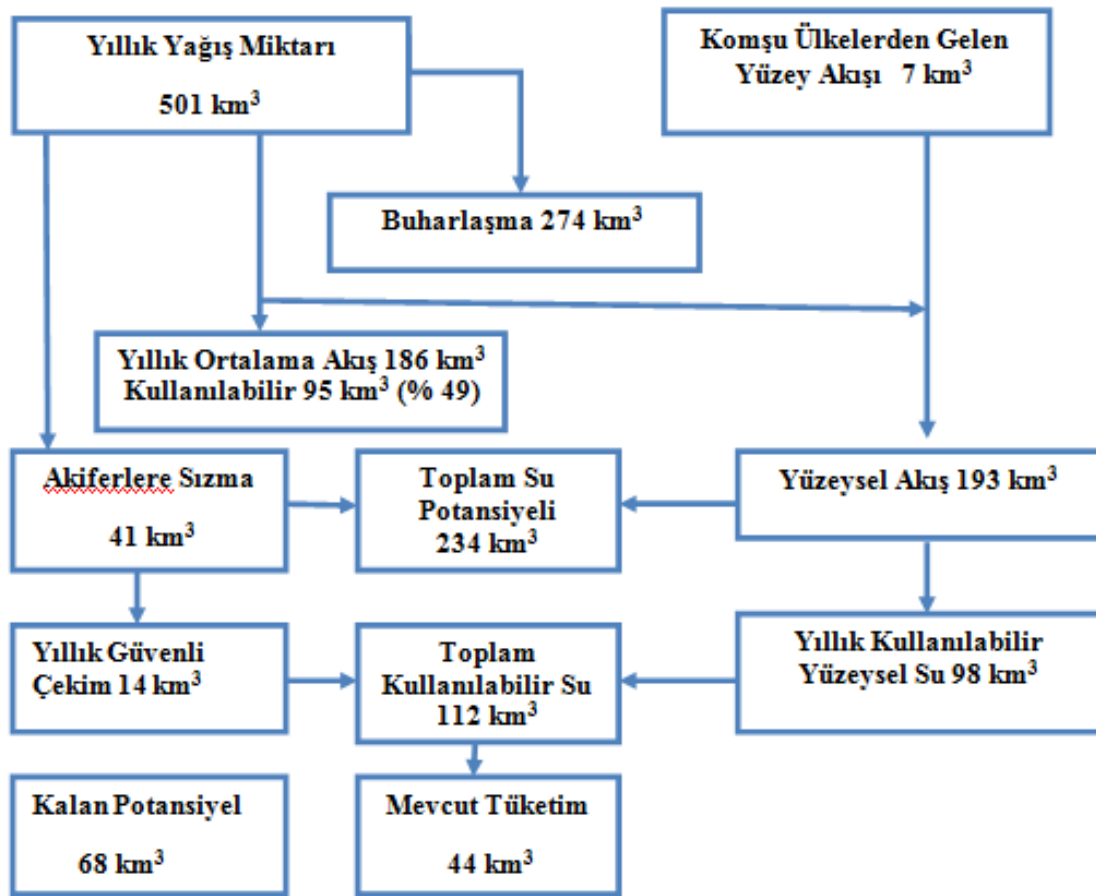 Yıllık Yağış Miktarı
501 km³
Komşu Ülkelerden Gelen
Yüzey Akışı 7 km³
Buharlaşma 274 km³
Yıllık Ortalama Akış 186 km³
Kullanılabilir 95 km³ (% 49)
Akiferlere Sızma
41 km³
Toplam Su
Potansiyeli
234 km³
Yüzeysel Akış 193 km³
Yıllık Güvenli
Çekim 14 km³
Toplam
Kullanılabilir Su
112 km³
Yıllık Kullanılabilir
Yüzeysel Su 98 km³
Kalan Potansiyel
68 km³
Mevcut Tüketim
44 km³